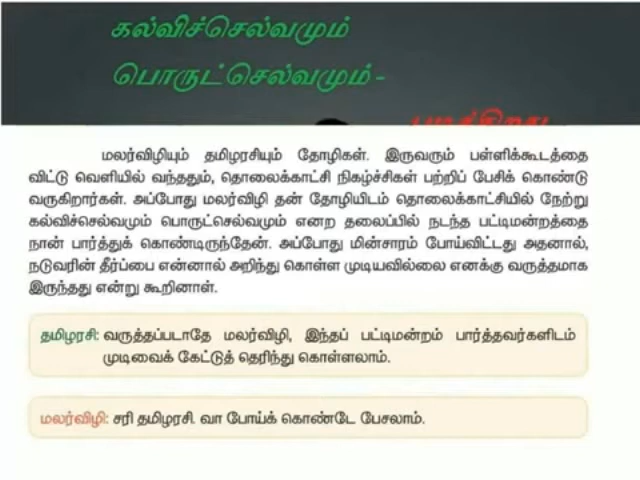 கல்விச்செல்வமும்
பொருட்செல்வமும் -
மலர்விழியும் தமிழரசியும் தோழிகள். இருவரும் பள்ளிக்கூடத்தை
விட்டு வெளியில் வந்ததும், தொலைக்காட்சி நிகழ்ச்சிகள் பற்றிப் பேசிக் கொண்டு
வருகிறார்கள். அப்போது மலர்விழி தன் தோழியிடம் தொலைக்காட்சியில் நேற்று
கல்விச்செல்வமும் பொருட்செல்வமும் எனற தலைப்பில் நடந்த பட்டிமன்றத்தை
நான் பார்த்துக் கொண்டிருந்தேன். அப்போது மின்சாரம் போய்விட்டது அதனால்,
நடுவரின் தீர்ப்பை என்னால் அறிந்து கொள்ள முடியவில்லை எனக்கு வருத்தமாக
இருந்தது என்று கூறினாள்.
தமிழரசி: வருத்தப்படாதே மலர்விழி, இந்தப் பட்டிமன்றம் பார்த்தவர்களிடம்
முடிவைக் கேட்டுத் தெரிந்து கொள்ளலாம்.
மலர்விழி: சரி தமிழரசி. வா போய்க் கொண்டே பேசலாம்.